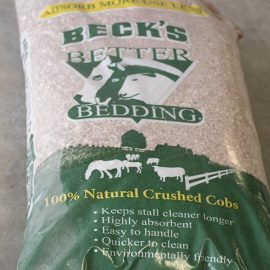 ABSORB MORE USE LESS
BECK'S
BETTER
BEDDING
100% Natural Crushed Cobs
• Keeps stall cleaner longer
• Highly absorbent
• Easy to handle
• Quicker to clean
• Environmentally friendly